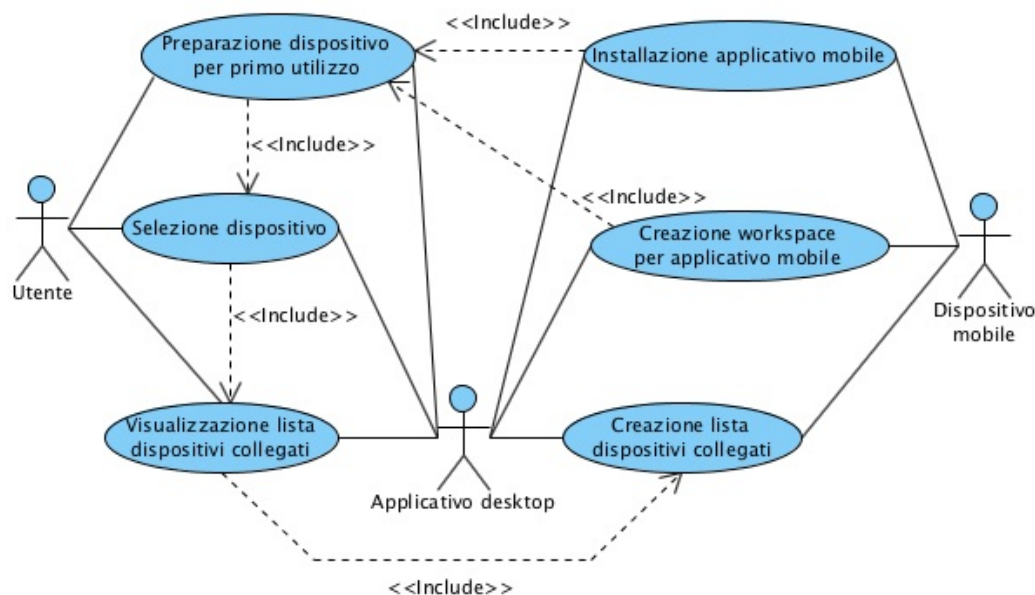 <<Include>>
Preparazione dispositivo
per primo utilizzo
Installazione applicativo mobile
<<Include>>
<<Include>>
Selezione dispositivo
Creazione workspace
per applicativo mobile
Utente
Dispositivo
mobile
<<Include>>
Visualizzazione lista
dispositivi collegati
Creazione lista
dispositivi collegati
Applicativo desktop
<<Include>>